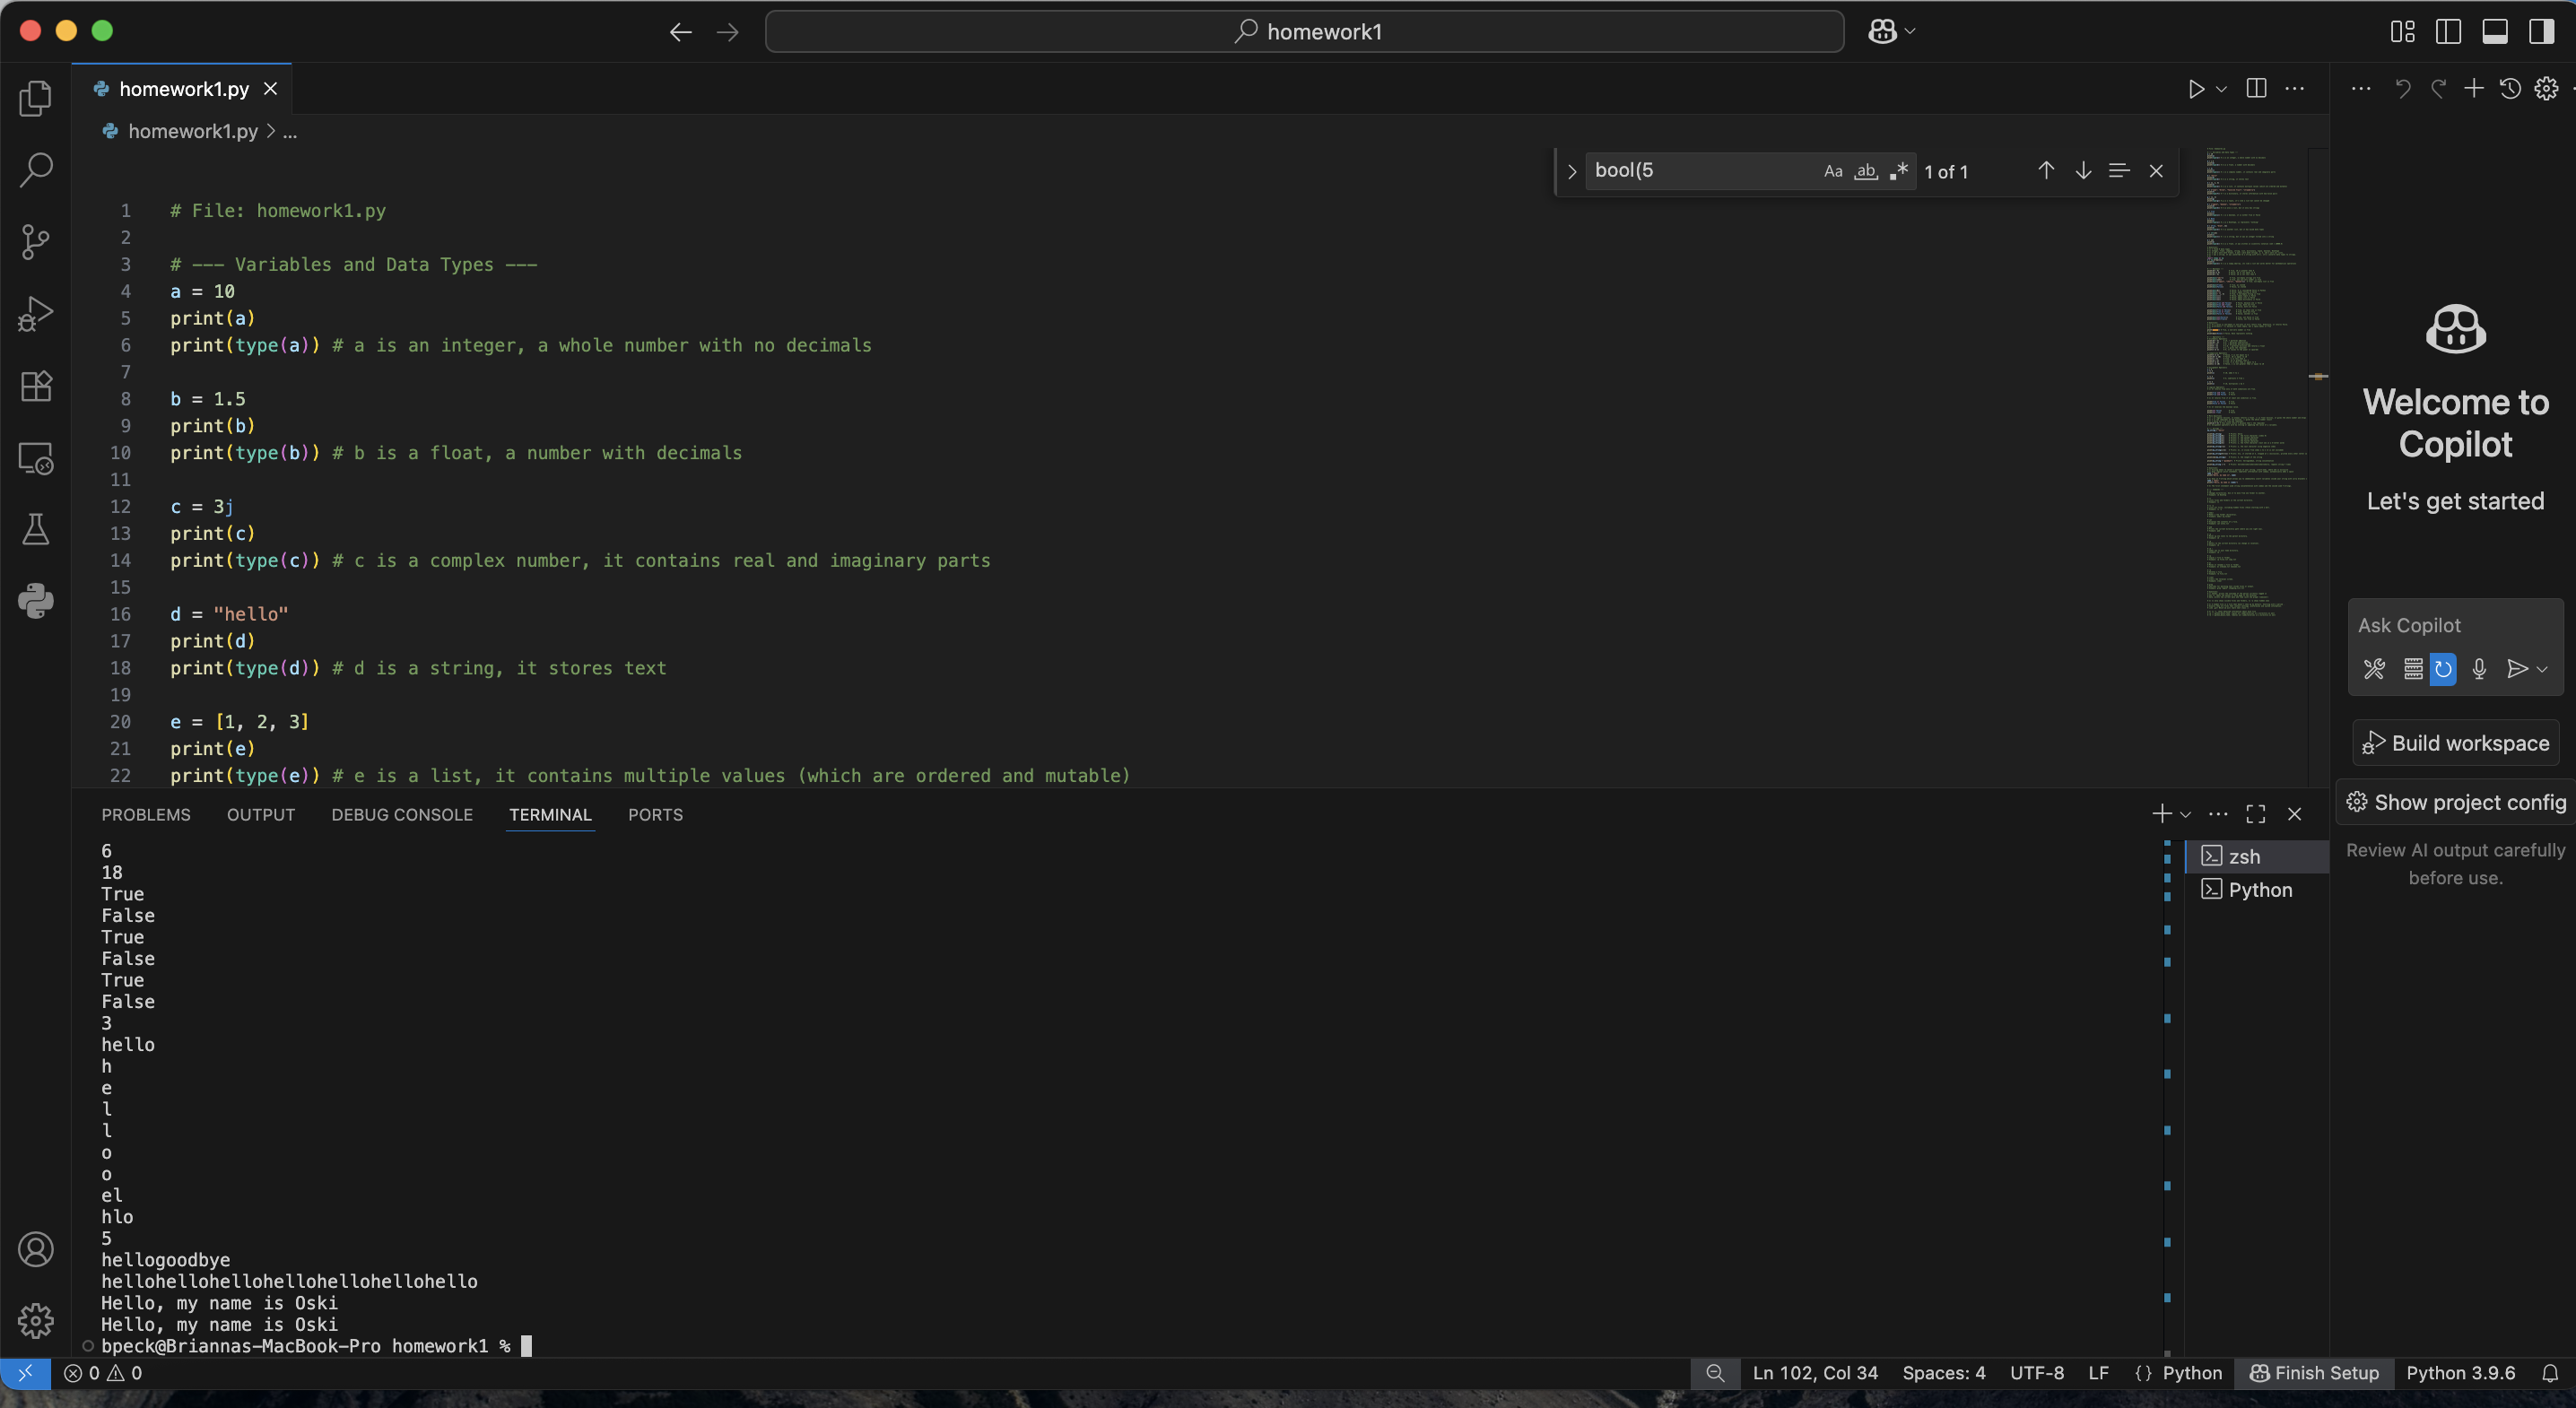 homework1
homework1.py
homework1.py > ...
bool(5
Aa
ab
1 of 1
1 # File: homework1.py
2
3 # --- Variables and Data Types ---
4 a = 10
5 print(a)
6 print(type(a)) # a is an integer, a whole number with no decimals
7
8 b = 1.5
9 print(b)
10 print(type(b)) # b is a float, a number with decimals
11
12 c = 3j
13 print(c)
14 print(type(c)) # c is a complex number, it contains real and imaginary parts
15
16 d = "hello"
17 print(d)
18 print(type(d)) # d is a string, it stores text
19
20 e = [1, 2, 3]
21 print(e)
22 print(type(e)) # e is a list, it contains multiple values (which are ordered and mutable)
PROBLEMS OUTPUT DEBUG CONSOLE TERMINAL PORTS
6
18
True
False
True
False
True
False
3
hello
h
e
l
l
o
o
el
hlo
5
hellogoodbye
hellohellohellohellohellohellohello
Hello, my name is Oski
Hello, my name is Oski
bpeck@Briannas-MacBook-Pro homework1 %
zsh
Python
Welcome to
Copilot
Let's get started
Ask Copilot
Build workspace
Show project config
Review AI output carefully
before use.
0 0
Ln 102, Col 34 Spaces: 4 UTF-8 LF {} Python Finish Setup Python 3.9.6